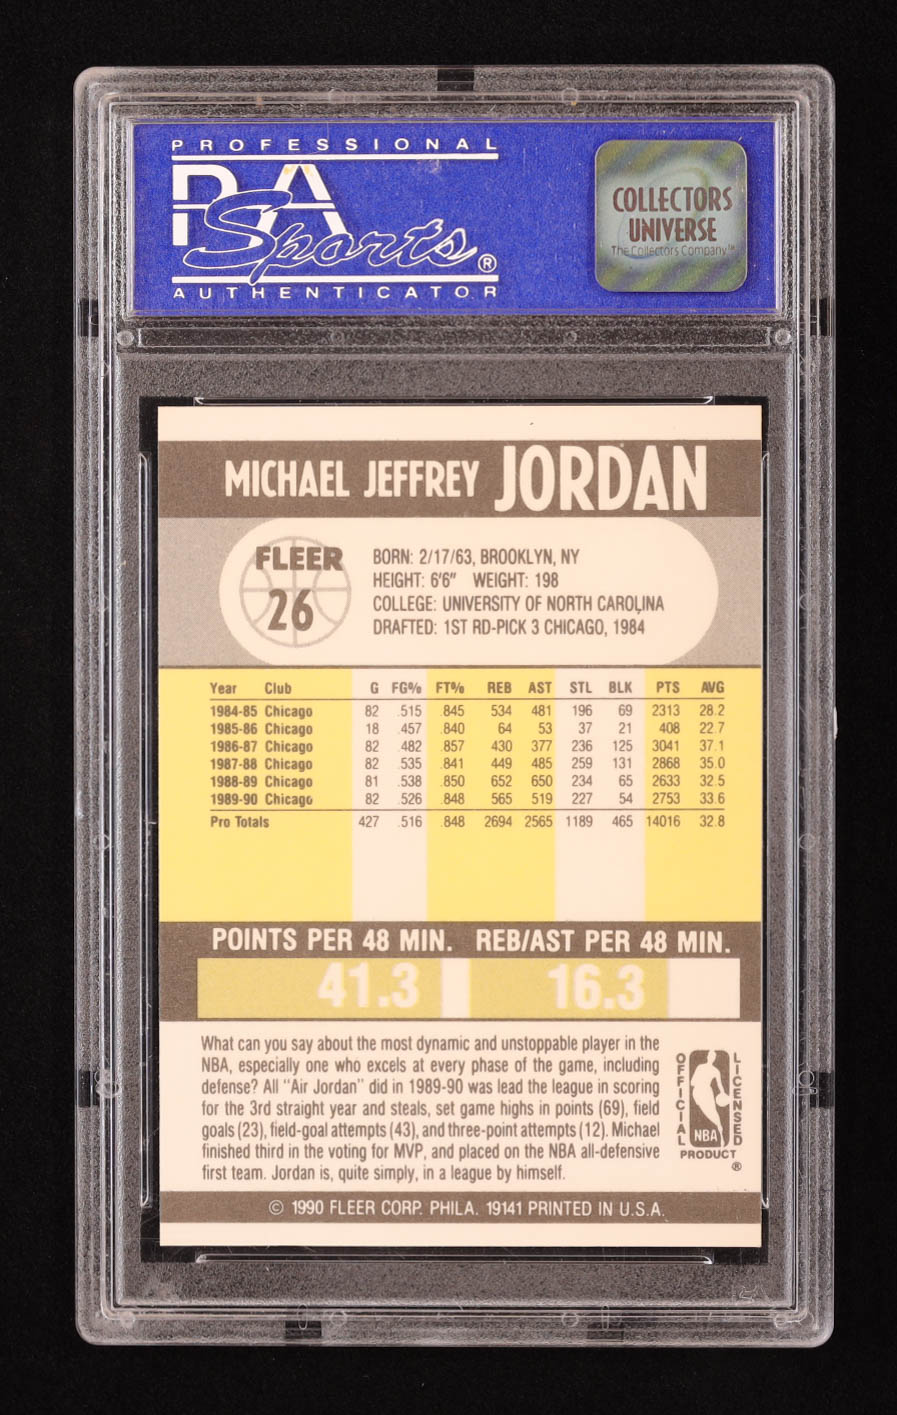 PROFESSIONAL
PSA
Sports®
AUTHENTICATOR
COLLECTORS
UNIVERSE
The Collectors Company™
MICHAEL JEFFREY JORDAN
FLEER
26
BORN: 2/17/63, BROOKLYN, NY
HEIGHT: 6'6" WEIGHT: 198
COLLEGE: UNIVERSITY OF NORTH CAROLINA
DRAFTED: 1ST RD-PICK 3 CHICAGO, 1984
Year Club G FG% FT% REB AST STL BLK PTS AVG
1984-85 Chicago 82 .515 .845 534 481 196 69 2313 28.2
1985-86 Chicago 18 .457 .840 64 53 37 21 408 22.7
1986-87 Chicago 82 .482 .857 430 377 236 125 3041 37.1
1987-88 Chicago 82 .535 .841 449 485 259 131 2868 35.0
1988-89 Chicago 81 .538 .850 652 650 234 65 2633 32.5
1989-90 Chicago 82 .526 .848 565 519 227 54 2753 33.6
Pro Totals 427 .516 .848 2694 2565 1189 465 14016 32.8
POINTS PER 48 MIN. REB/AST PER 48 MIN.
41.3 16.3
What can you say about the most dynamic and unstoppable player in the
NBA, especially one who excels at every phase of the game, including
defense? All "Air Jordan" did in 1989-90 was lead the league in scoring
for the 3rd straight year and steals, set game highs in points (69), field
goals (23), field-goal attempts (43), and three-point attempts (12). Michael
finished third in the voting for MVP, and placed on the NBA all-defensive
first team. Jordan is, quite simply, in a league by himself.
OFFICIAL
LICENSED
NBA
PRODUCT
®
© 1990 FLEER CORP. PHILA. 19141 PRINTED IN U.S.A.